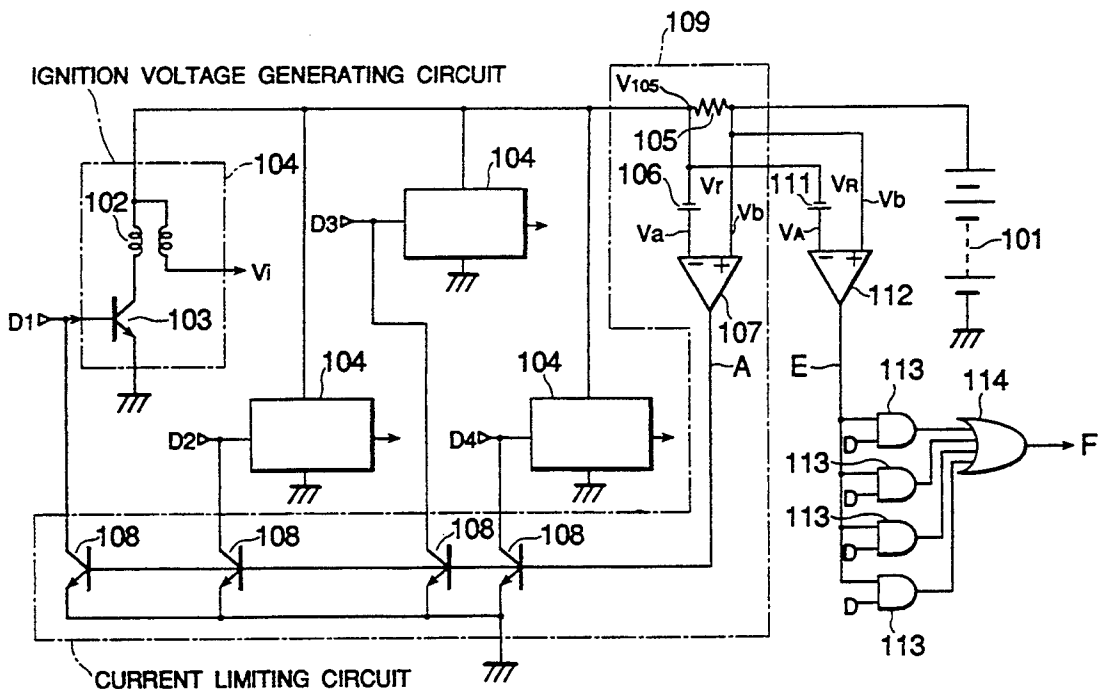 109
IGNITION VOLTAGE GENERATING CIRCUIT
V105
105
104
104
106
Vr
111
VR
Vb
102
D3
Va
Vb
VA
101
Vi
− +
− +
112
D1
103
107
104
104
A
E
113
114
D2
D4
D
F
113
D
113
D
108
108
108
108
D
113
CURRENT LIMITING CIRCUIT